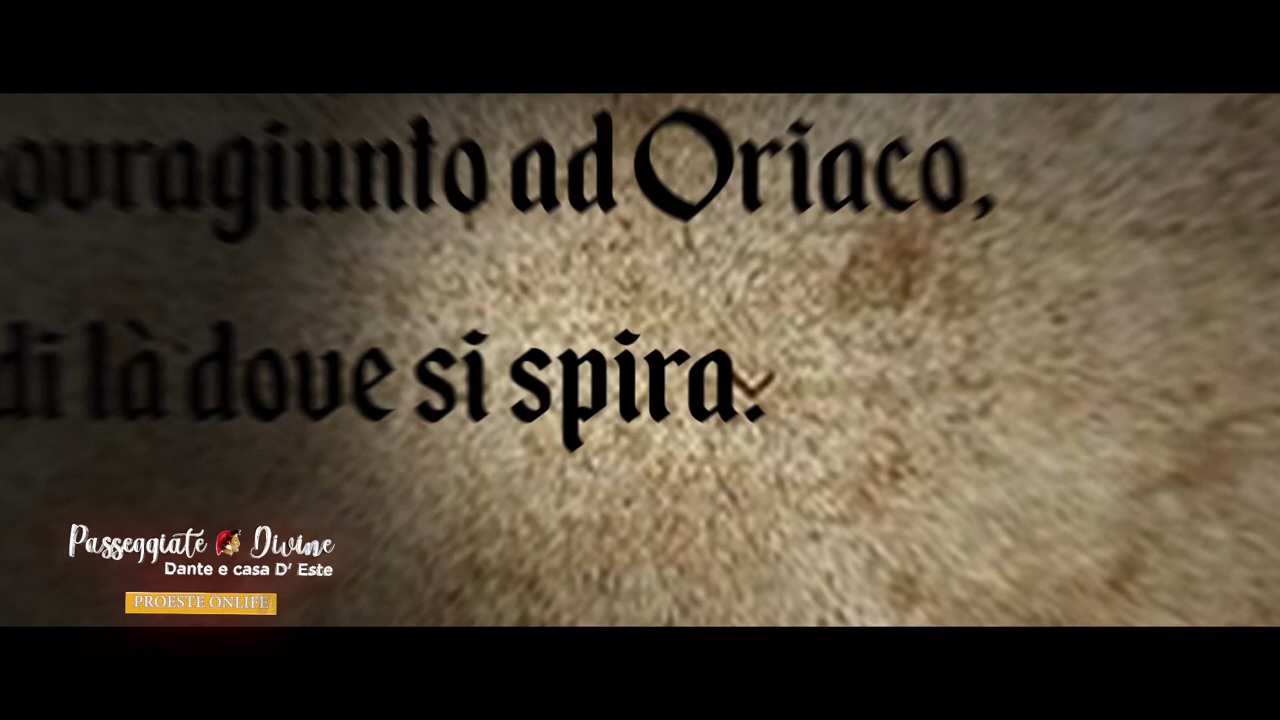 ovragiunto ad Oriaco,
di là dove si spira.
Passeggiate Divine
Dante e casa D' Este
PROESTE ONLIFE